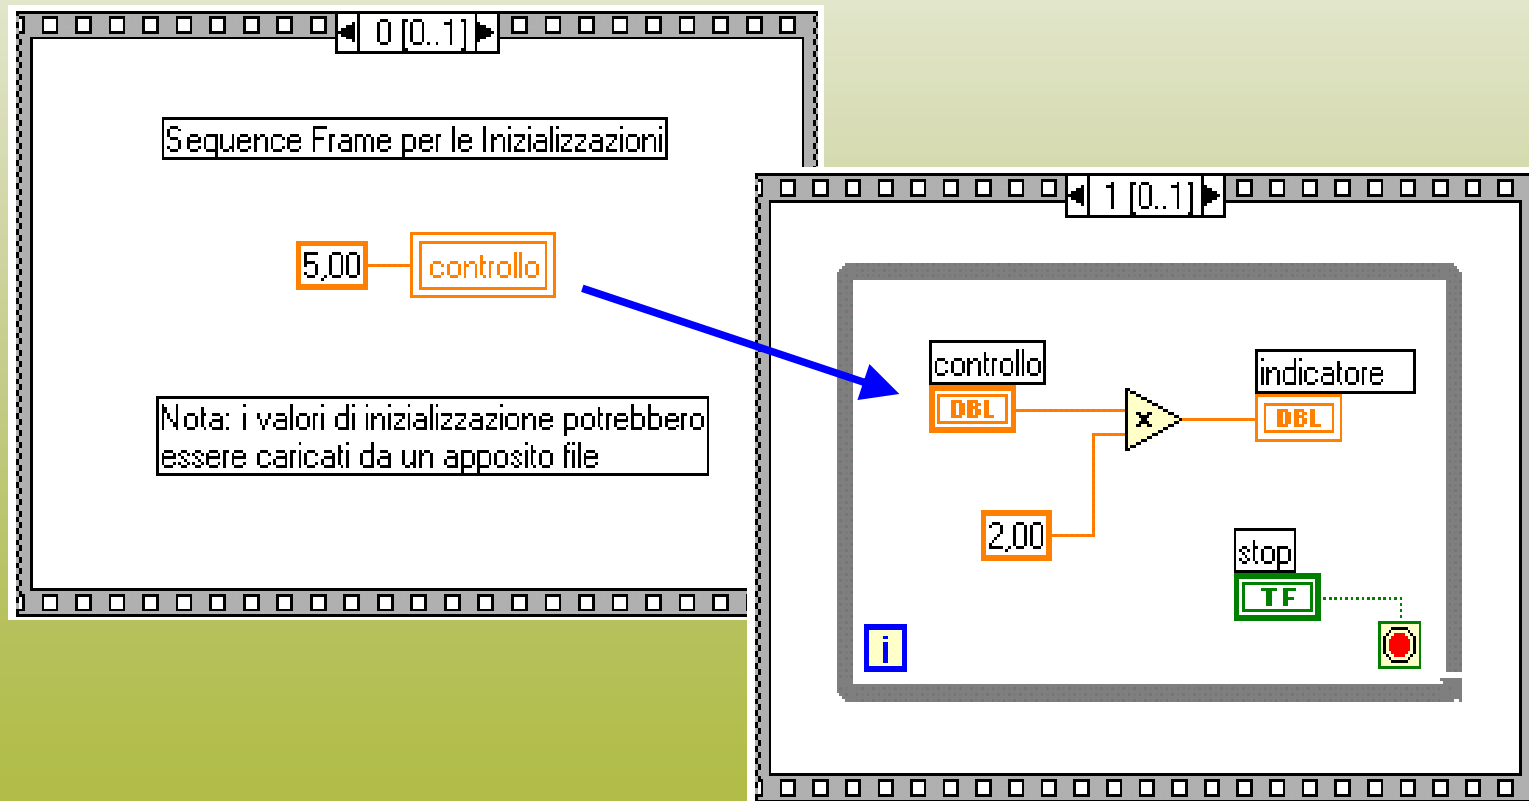 0 [0..1]
Sequence Frame per le Inizializzazioni
5,00
controllo
Nota: i valori di inizializzazione potrebbero
essere caricati da un apposito file
1 [0..1]
controllo
DBL
x
indicatore
DBL
2,00
stop
TF
i